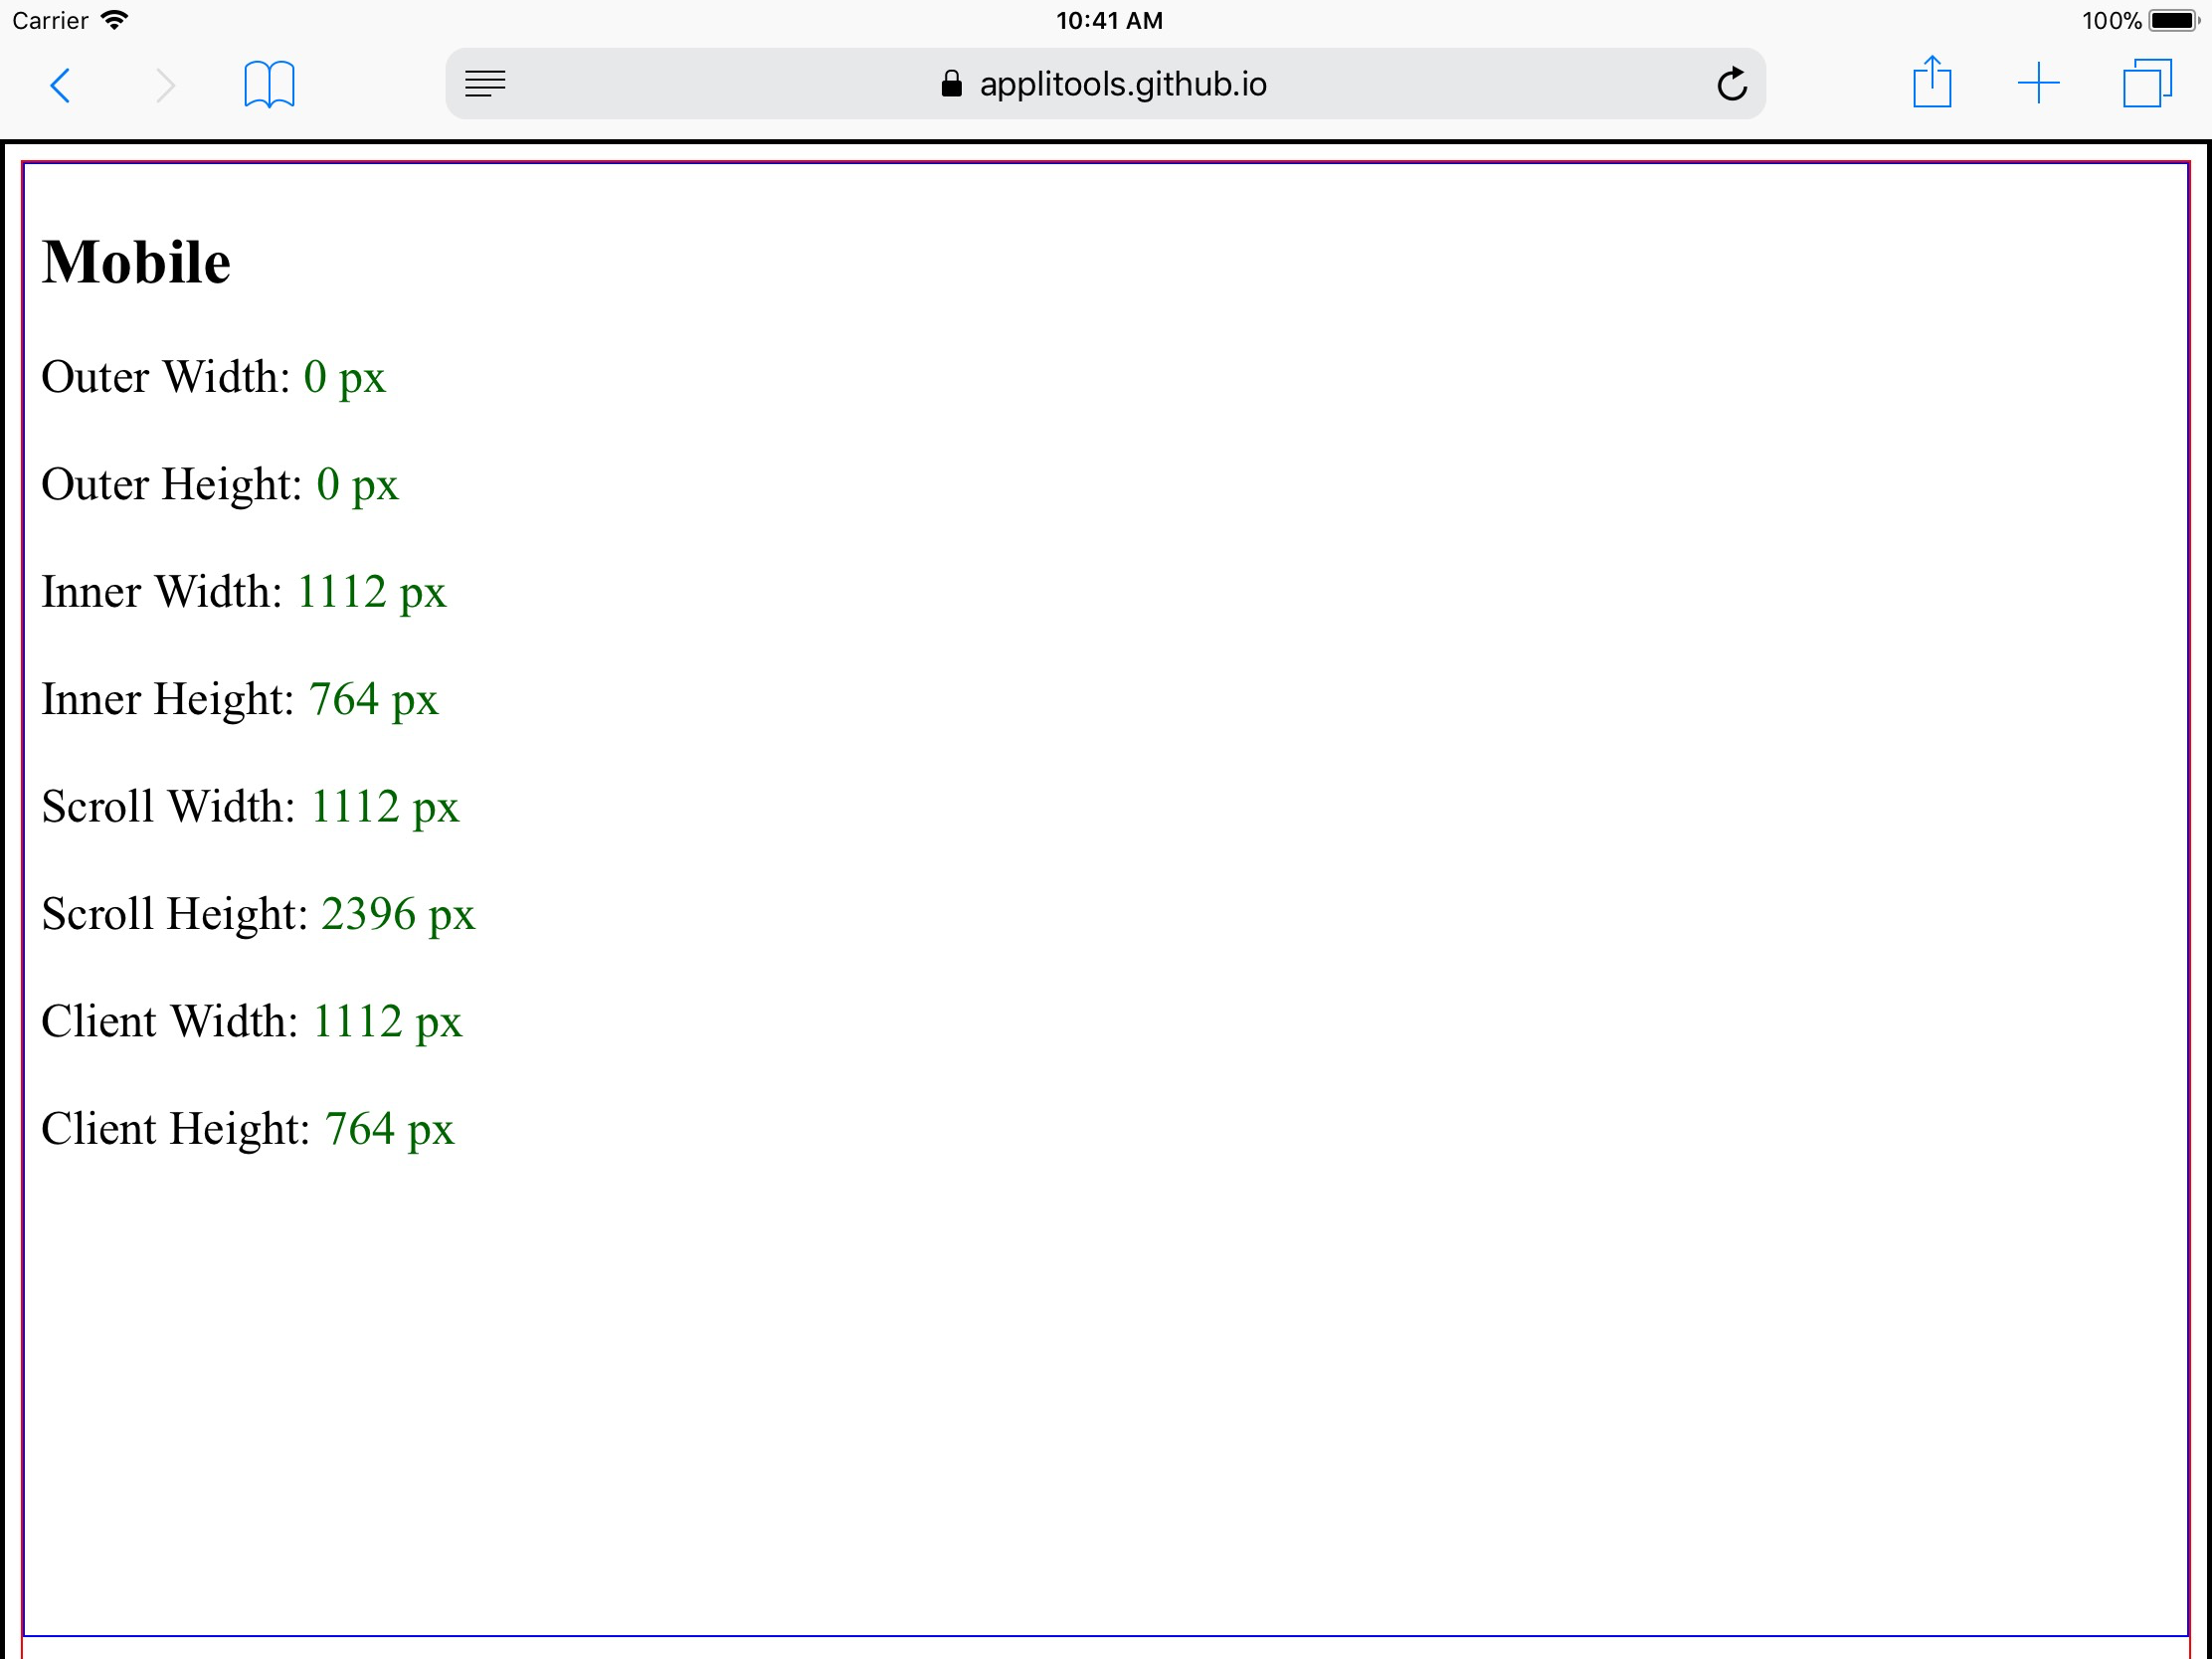 Carrier 10:41 AM 100%
applitools.github.io
Mobile
Outer Width: 0 px
Outer Height: 0 px
Inner Width: 1112 px
Inner Height: 764 px
Scroll Width: 1112 px
Scroll Height: 2396 px
Client Width: 1112 px
Client Height: 764 px